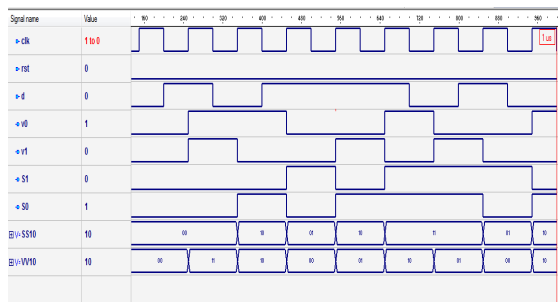 Signal name Value 160 240 320 400 480 560 640 720 800 880 960
clk 1 to 0 1 us
rst 0
d 0
v0 1
v1 0
S1 0
S0 1
SS10 10 00 10 01 10 11 01 10
VV10 10 00 11 10 00 01 10 01 00 10